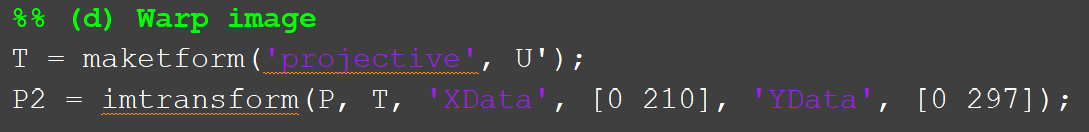 %% (d) Warp image
T = maketform('projective', U');
P2 = imtransform(P, T, 'XData', [0 210], 'YData', [0 297]);